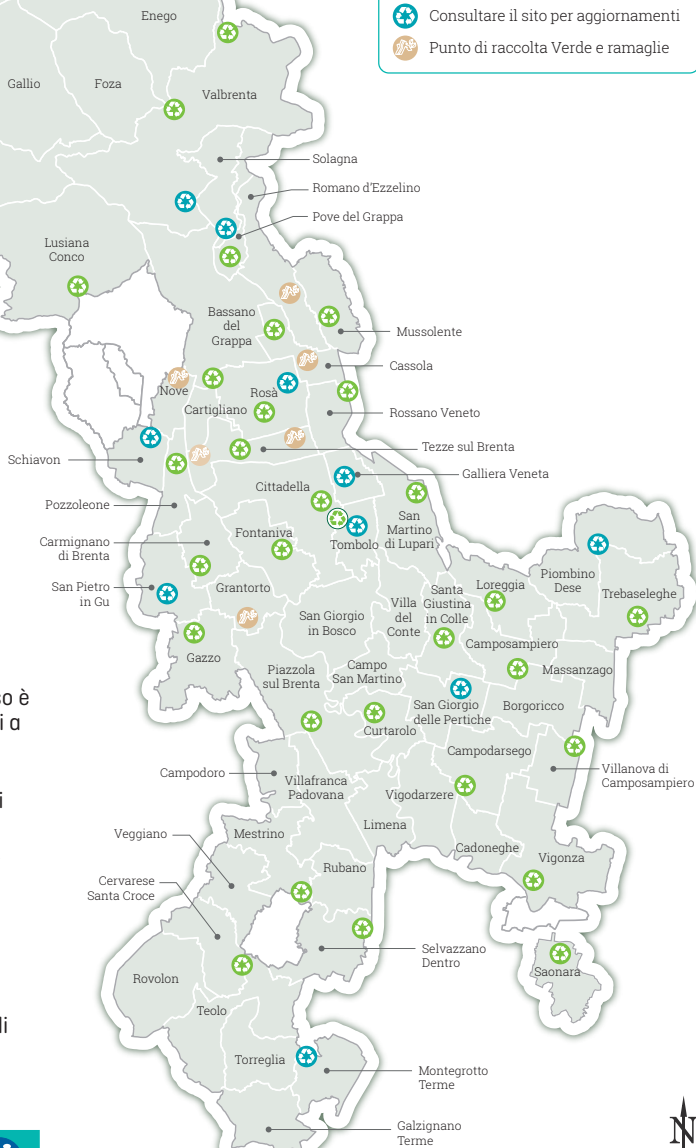 Consultare il sito per aggiornamenti
Punto di raccolta Verde e ramaglie
Enego
Gallio
Foza
Valbrenta
Solagna
Romano d'Ezzelino
Pove del Grappa
Lusiana
Conco
Bassano
del
Grappa
Mussolente
Cassola
Nove
Rosà
Cartigliano
Rossano Veneto
Tezze sul Brenta
Schiavon
Galliera Veneta
Cittadella
Pozzoleone
San
Martino
di Lupari
Fontaniva
Tombolo
Carmignano
di Brenta
San Pietro
in Gu
Grantorto
Piombino
Dese
Loreggia
Trebaseleghe
Santa
Giustina
in Colle
Villa
del
Conte
San Giorgio
in Bosco
Camposampiero
Gazzo
Campo
San Martino
Massanzago
Piazzola
sul Brenta
so è
i a
San Giorgio
delle Pertiche
Borgoricco
Curtarolo
Campodarsego
Campodoro
Villanova di
Camposampiero
Villafranca
Padovana
Vigodarzere
i
Limena
Veggiano
Mestrino
Cadoneghe
Vigonza
Rubano
Cervarese
Santa Croce
Selvazzano
Dentro
Rovolon
Saonara
Teolo
li
Torreglia
Montegrotto
Terme
Galzignano
Terme
N